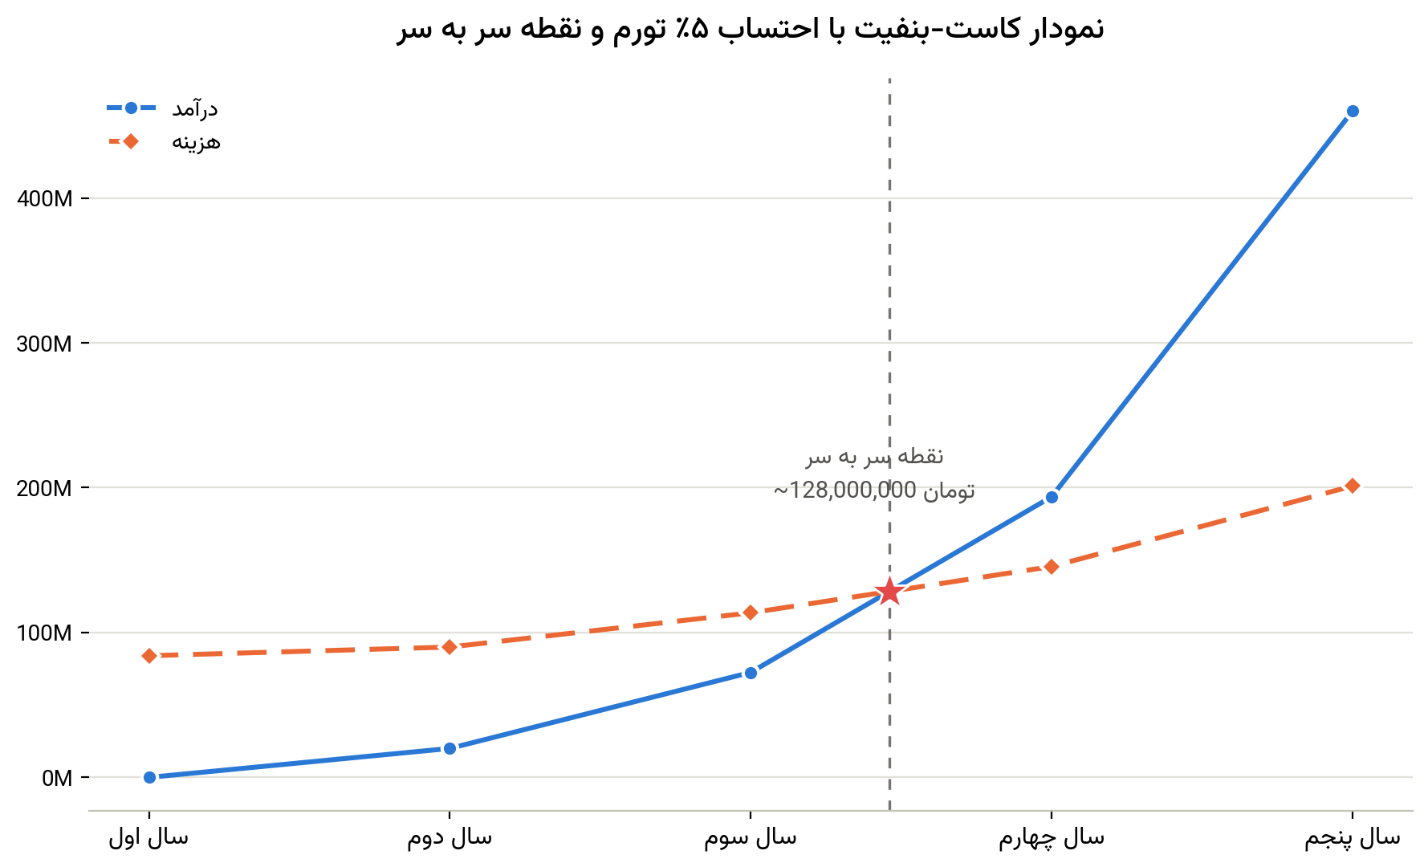 نمودار کاست-بنفیت با احتساب ۵٪ تورم و نقطه سر به سر
درآمد
هزینه
400M
300M
200M
100M
0M
نقطه سر به سر
~128,000,000 تومان
سال اول
سال دوم
سال سوم
سال چهارم
سال پنجم